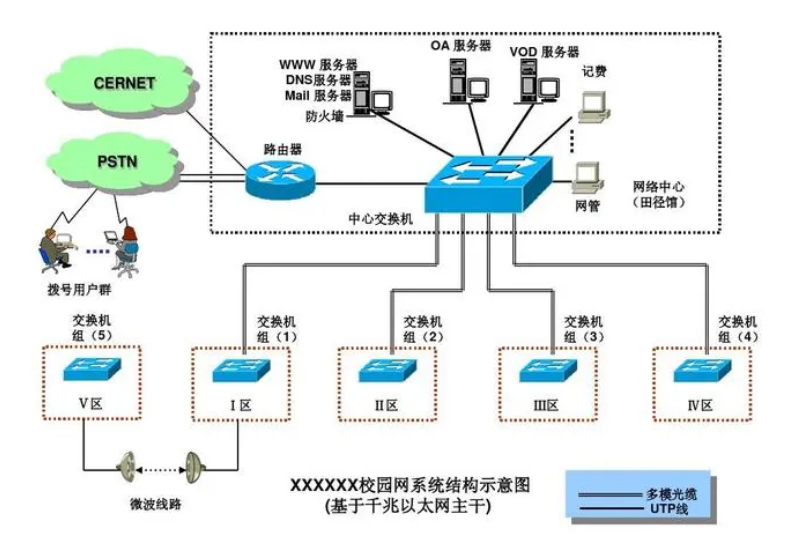 CERNET
PSTN
拨号用户群
WWW 服务器
DNS服务器
Mail 服务器
防火墙
OA 服务器
VOD 服务器
记费
路由器
中心交换机
网管
网络中心
（田径馆）
交换机
组（5）
交换机
组（1）
交换机
组（2）
交换机
组（3）
交换机
组（4）
V 区
I 区
II区
III区
IV区
微波线路
XXXXXX校园网系统结构示意图
(基于千兆以太网主干)
多模光缆
UTP线